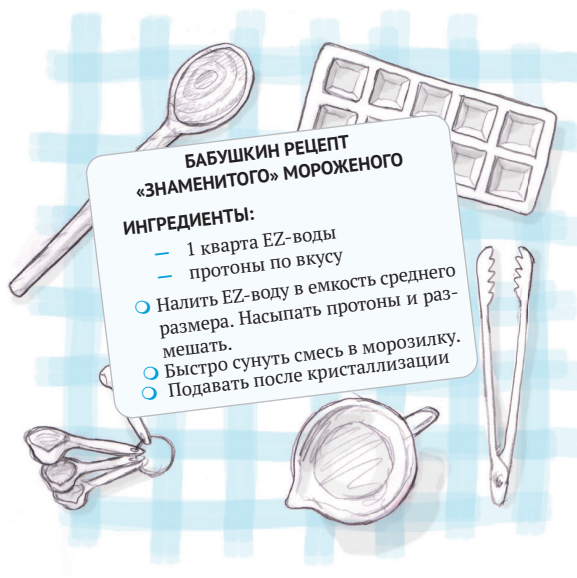 БАБУШКИН РЕЦЕПТ
«ЗНАМЕНИТОГО» МОРОЖЕНОГО
ИНГРЕДИЕНТЫ:
— 1 кварта EZ-воды
— протоны по вкусу
Налить EZ-воду в емкость среднего
размера. Насыпать протоны и раз-
мешать.
Быстро сунуть смесь в морозилку.
Подавать после кристаллизации